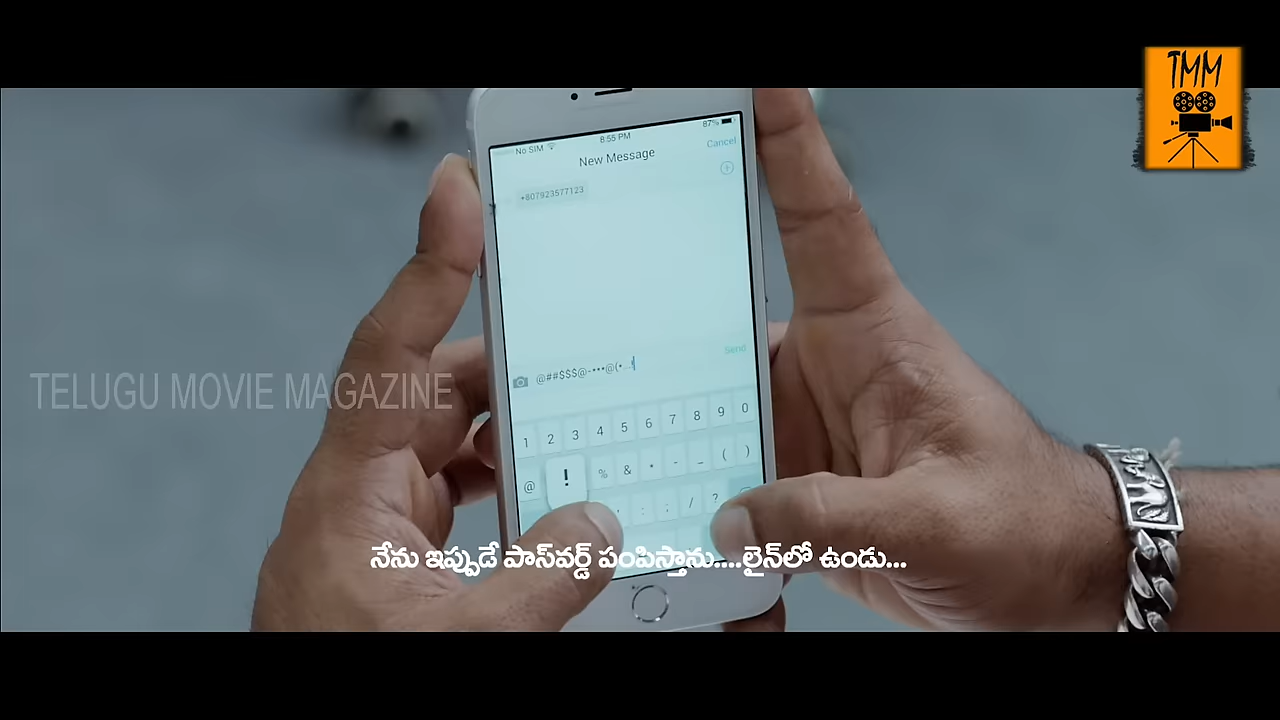 TMM
No SIM 8:55 PM 87%
New Message Cancel
+807923577123
TELUGU MOVIE MAGAZINE
Send
@##$$$@-•••@(•
1 2 3 4 5 6 7 8 9 0
@ ! % & • - _ ( )
' : ; / ?
నేను ఇప్పుడే పాస్‌వర్డ్ పంపిస్తాను....లైన్‌లో ఉండు...